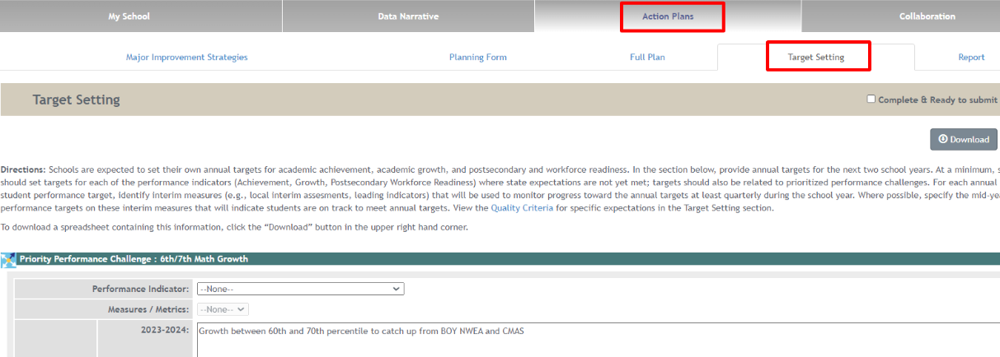 My School Data Narrative Action Plans Collaboration
Major Improvement Strategies Planning Form Full Plan Target Setting Report
Target Setting Complete & Ready to submit
Download
Directions: Schools are expected to set their own annual targets for academic achievement, academic growth, and postsecondary and workforce readiness. In the section below, provide annual targets for the next two school years. At a minimum, s
should set targets for each of the performance indicators (Achievement, Growth, Postsecondary Workforce Readiness) where state expectations are not yet met; targets should also be related to prioritized performance challenges. For each annual
student performance target, identify interim measures (e.g., local interim assesments, leading indicators) that will be used to monitor progress toward the annual targets at least quarterly during the school year. Where possible, specify the mid-ye
performance targets on these interim measures that will indicate students are on track to meet annual targets. View the Quality Criteria for specific expectations in the Target Setting section.
To download a spreadsheet containing this information, click the “Download” button in the upper right hand corner.
Priority Performance Challenge : 6th/7th Math Growth
Performance Indicator: --None--
Measures / Metrics: --None--
2023-2024: Growth between 60th and 70th percentile to catch up from BOY NWEA and CMAS